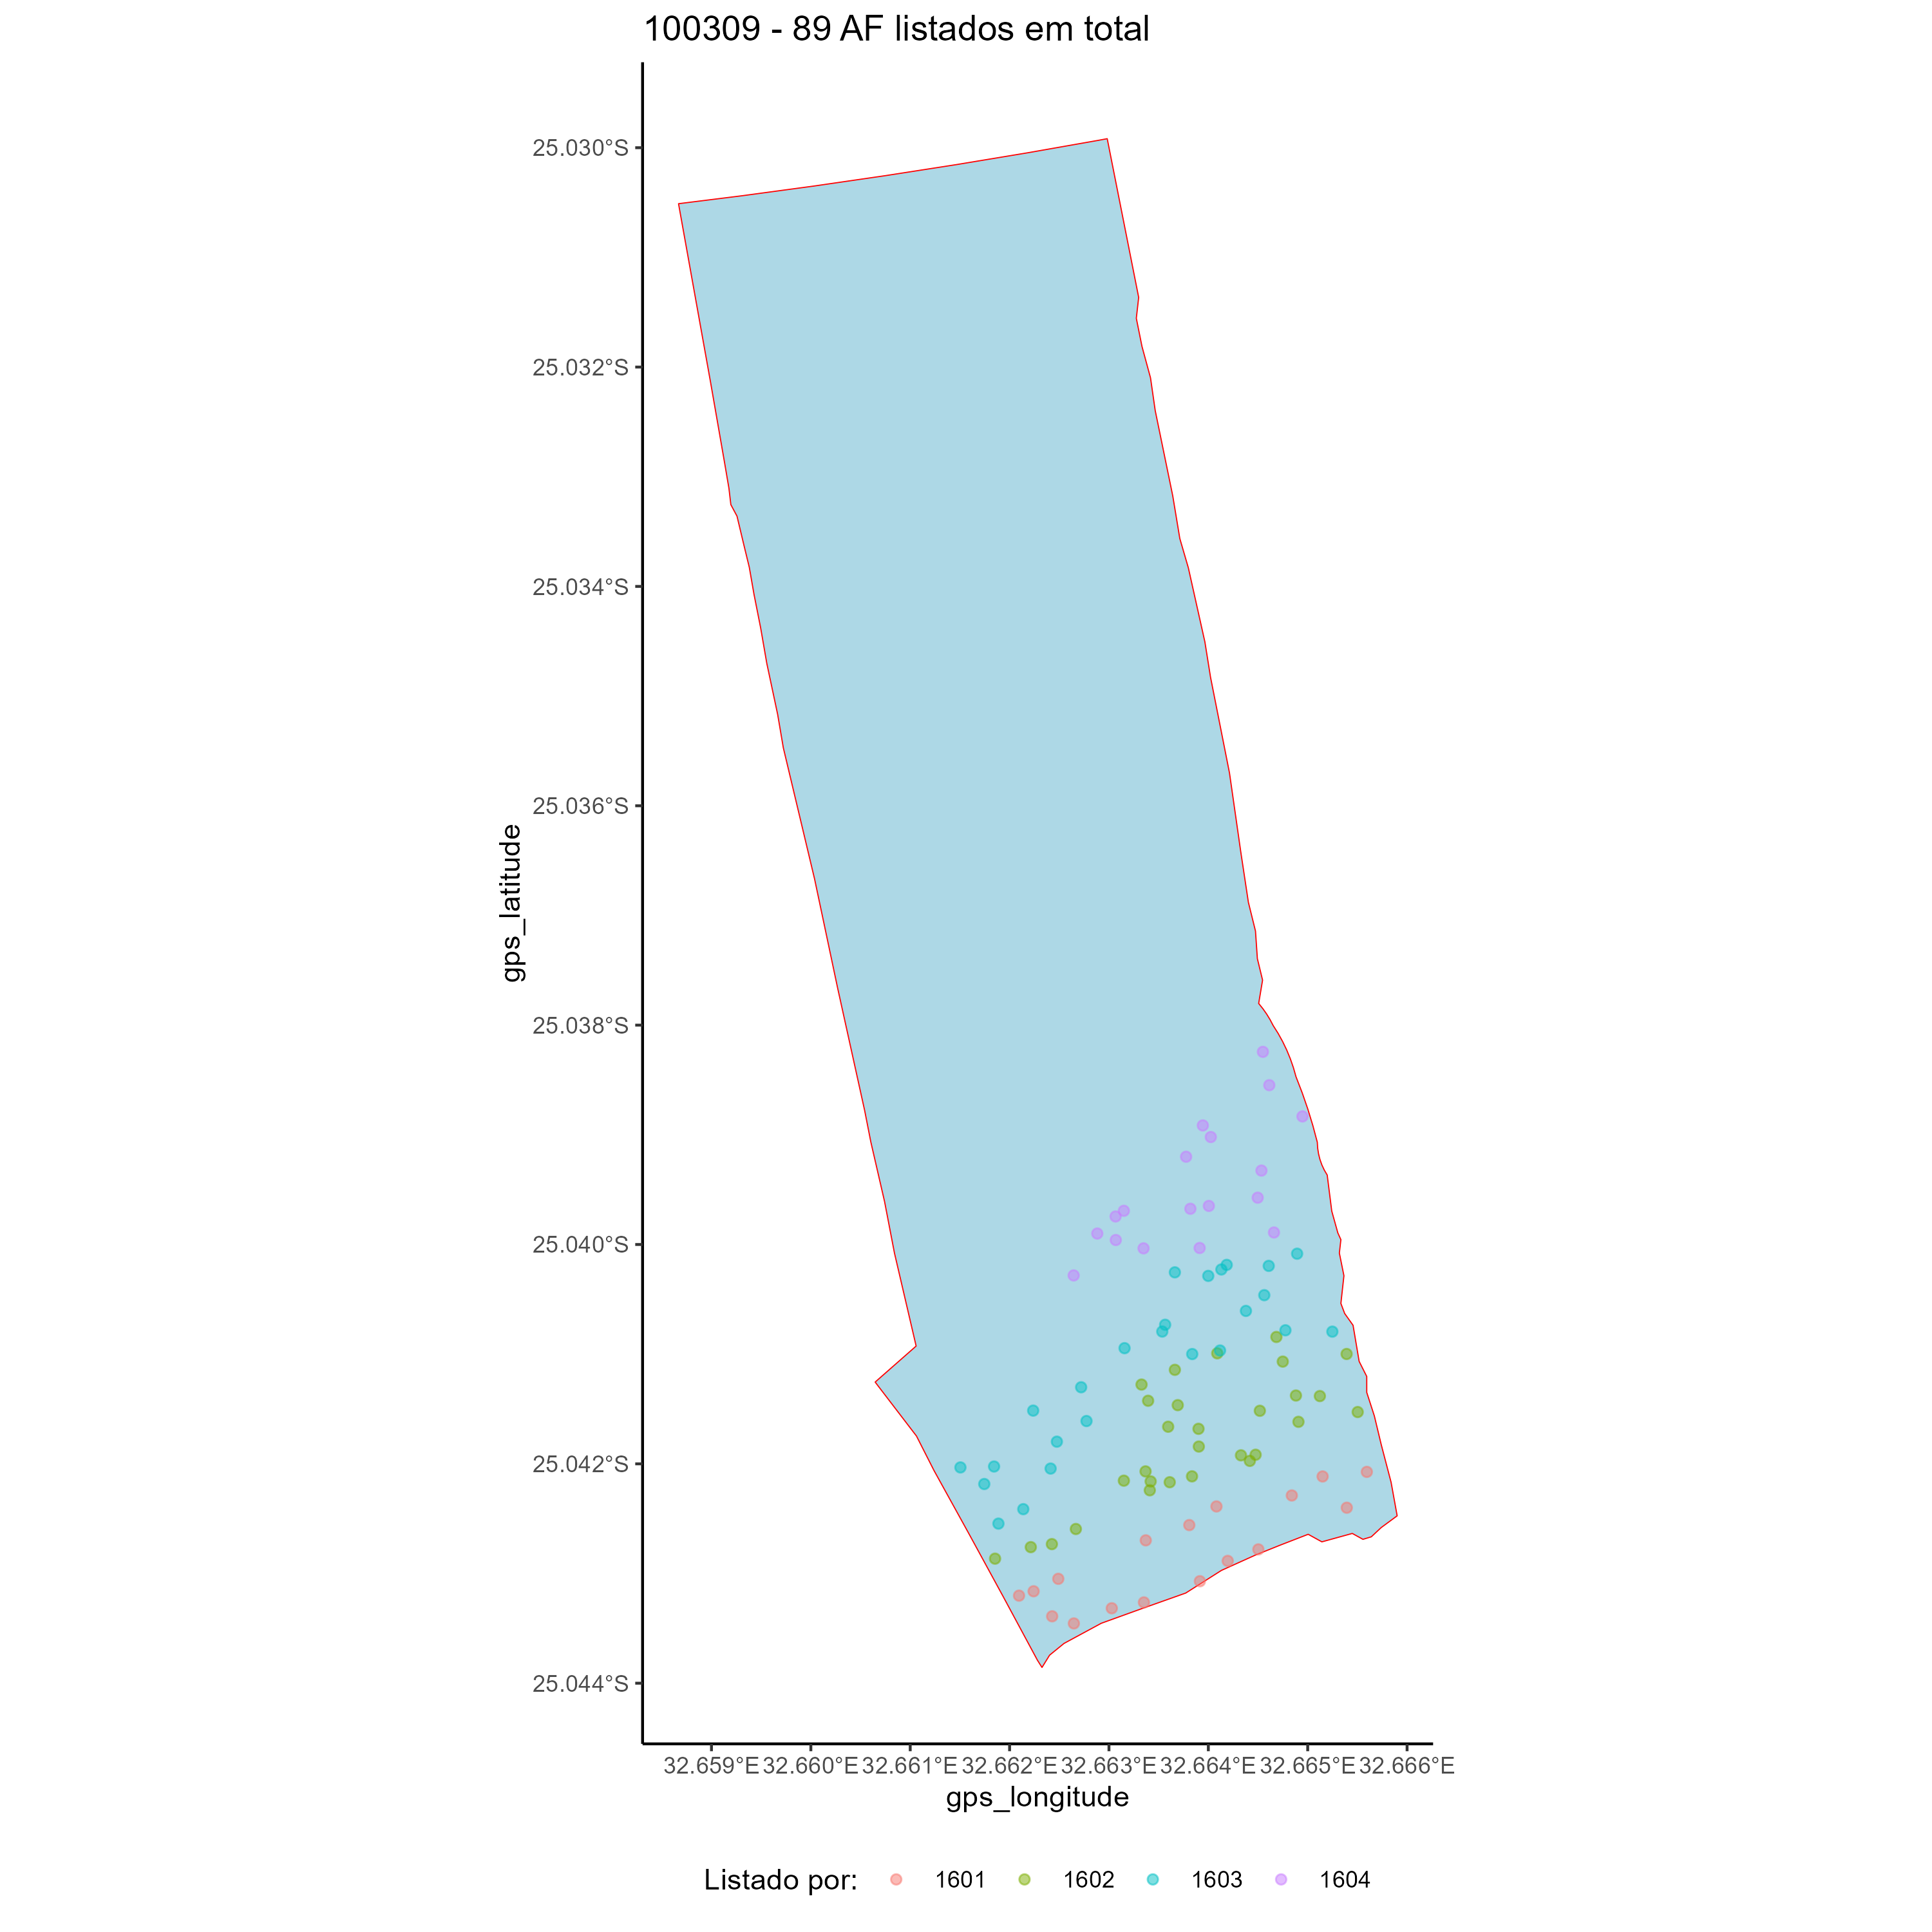 100309 - 89 AF listados em total
25.030°S
25.032°S
25.034°S
25.036°S
25.038°S
25.040°S
25.042°S
25.044°S
gps_latitude
32.659°E 32.660°E 32.661°E 32.662°E 32.663°E 32.664°E 32.665°E 32.666°E
gps_longitude
Listado por: 1601 1602 1603 1604